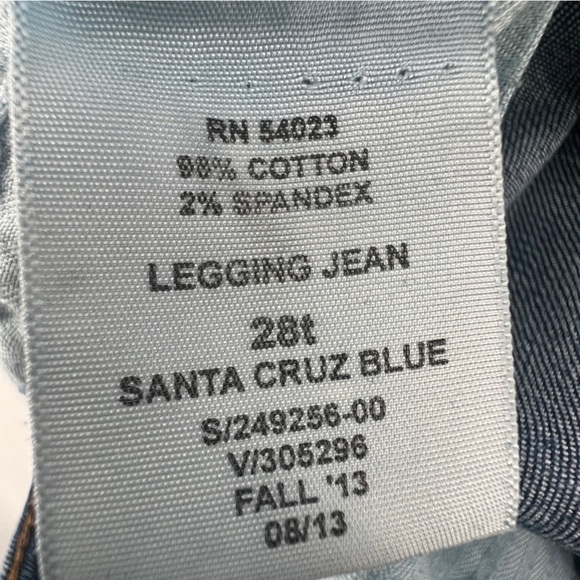 RN 54023
98% COTTON
2% SPANDEX
LEGGING JEAN
28t
SANTA CRUZ BLUE
S/249256-00
V/305296
FALL '13
08/13